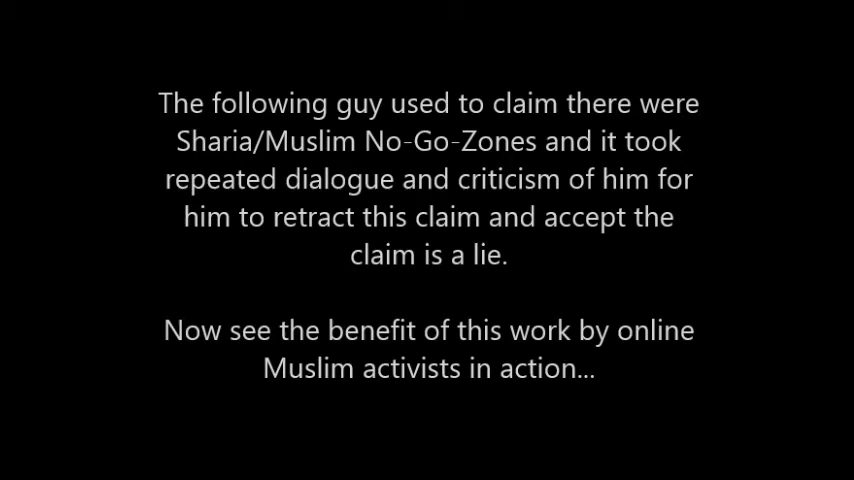 The following guy used to claim there were
Sharia/Muslim No-Go-Zones and it took
repeated dialogue and criticism of him for
him to retract this claim and accept the
claim is a lie.
Now see the benefit of this work by online
Muslim activists in action...